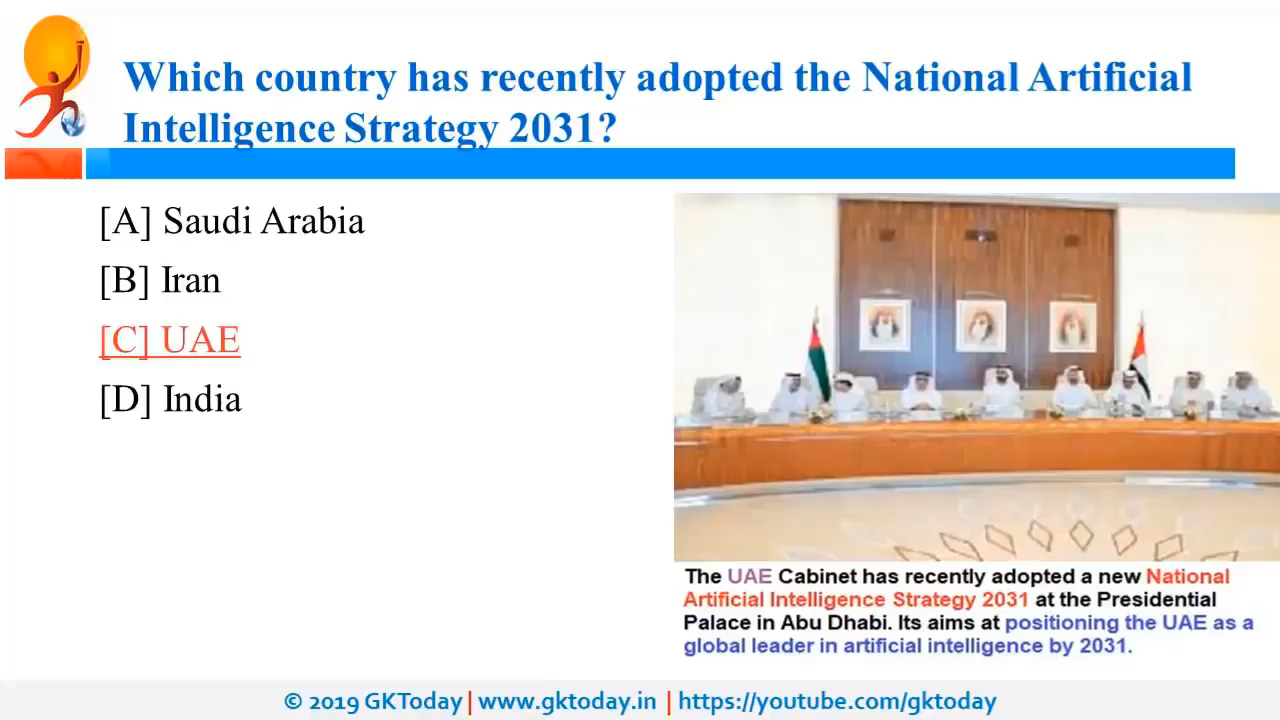 Which country has recently adopted the National Artificial
Intelligence Strategy 2031?
[A] Saudi Arabia
[B] Iran
[C] UAE
[D] India
The UAE Cabinet has recently adopted a new National
Artificial Intelligence Strategy 2031 at the Presidential
Palace in Abu Dhabi. Its aims at positioning the UAE as a
global leader in artificial intelligence by 2031.
© 2019 GKToday | www.gktoday.in | https://youtube.com/gktoday